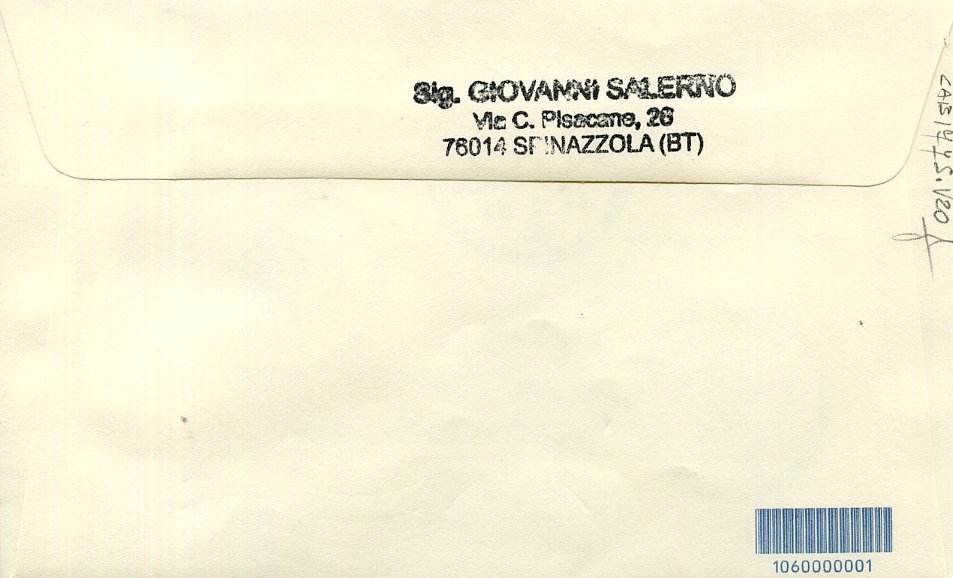 Sig. GIOVANNI SALERNO
Via C. Pisacane, 26
76014 SPINAZZOLA (BT)
1060000001